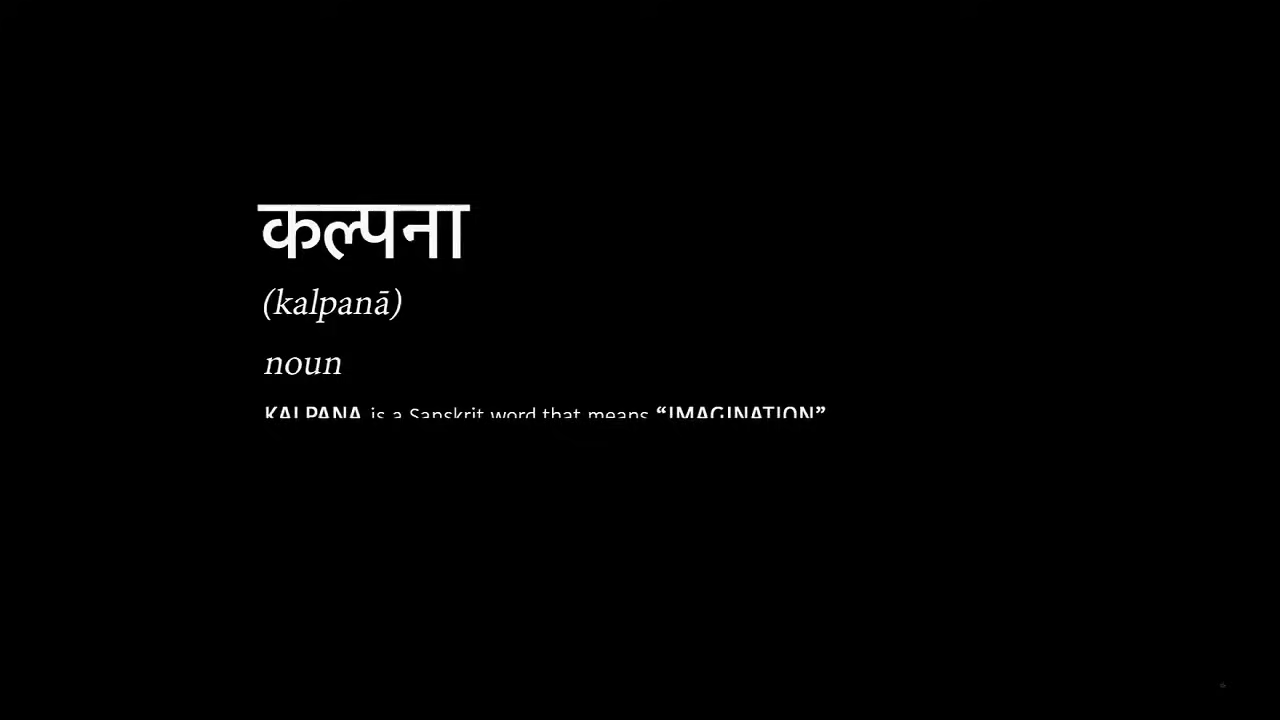 कल्पना
(kalpanā)
noun
KALPANA is a Sanskrit word that means “IMAGINATION”